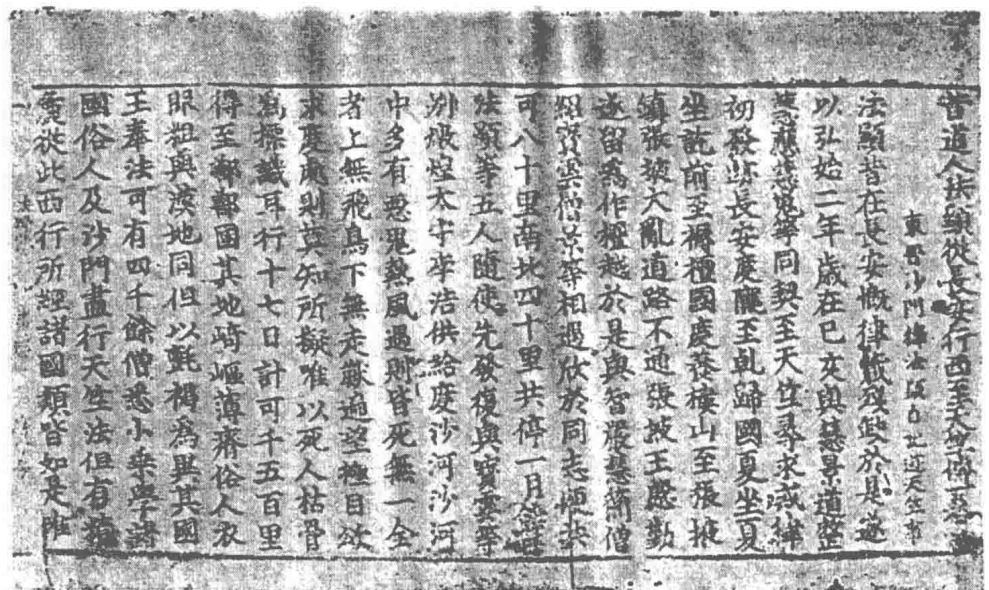 昔道人法顯從長安行西至天竺傳一卷
東晉沙門釋法顯自記遊天竺事
法顯昔在長安慨律藏殘缺於是遂
以弘始二年歲在己亥與慧景道整
慧應慧嵬等同契至天竺尋求戒律
初發跡長安度隴至乾歸國夏坐夏
坐訖前至褥檀國度養樓山至張掖
鎮張掖大亂道路不通張掖王慇懃
遂留為作檀越於是與智嚴慧簡僧
紹寶雲僧景等相遇欣於同志便共
可八十里南北四十里共停一月餘日
法顯等五人隨使先發復與寶雲等
別燉煌太守李浩供給度沙河沙河
中多有惡鬼熱風遇則皆死無一全
者上無飛鳥下無走獸遍望極目欲
求度處則莫知所擬唯以死人枯骨
為摽識耳行十七日計可千五百里
得至鄯鄯國其地崎嶇薄瘠俗人衣
服粗與漢地同但以氈褐為異其國
王奉法可有四千餘僧悉小乗學諸
國俗人及沙門盡行天竺法但有精
麁從此西行所經諸國類皆如是唯